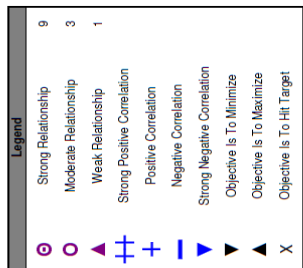 Legend
Strong Relationship 9
Moderate Relationship 3
Weak Relationship 1
Strong Positive Correlation
Positive Correlation
Negative Correlation
Strong Negative Correlation
Objective Is To Minimize
Objective Is To Maximize
X Objective Is To Hit Target